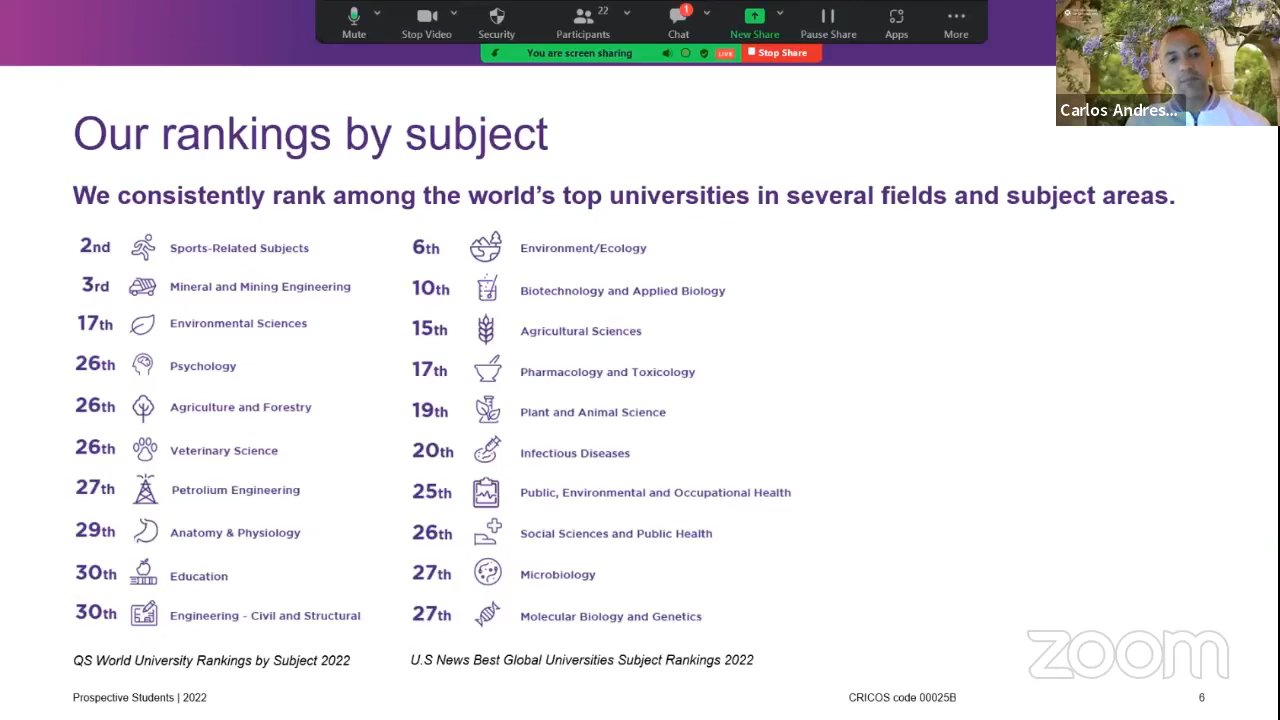 Mute
Stop Video
Security
22
Participants
1
Chat
New Share
Pause Share
Apps
More
You are screen sharing
LIVE
Stop Share
Carlos Andres...
Our rankings by subject
We consistently rank among the world's top universities in several fields and subject areas.
2nd Sports-Related Subjects
3rd Mineral and Mining Engineering
17th Environmental Sciences
26th Psychology
26th Agriculture and Forestry
26th Veterinary Science
27th Petrolium Engineering
29th Anatomy & Physiology
30th Education
30th Engineering - Civil and Structural
QS World University Rankings by Subject 2022
6th Environment/Ecology
10th Biotechnology and Applied Biology
15th Agricultural Sciences
17th Pharmacology and Toxicology
19th Plant and Animal Science
20th Infectious Diseases
25th Public, Environmental and Occupational Health
26th Social Sciences and Public Health
27th Microbiology
27th Molecular Biology and Genetics
U.S News Best Global Universities Subject Rankings 2022
zoom
Prospective Students | 2022
CRICOS code 00025B
6